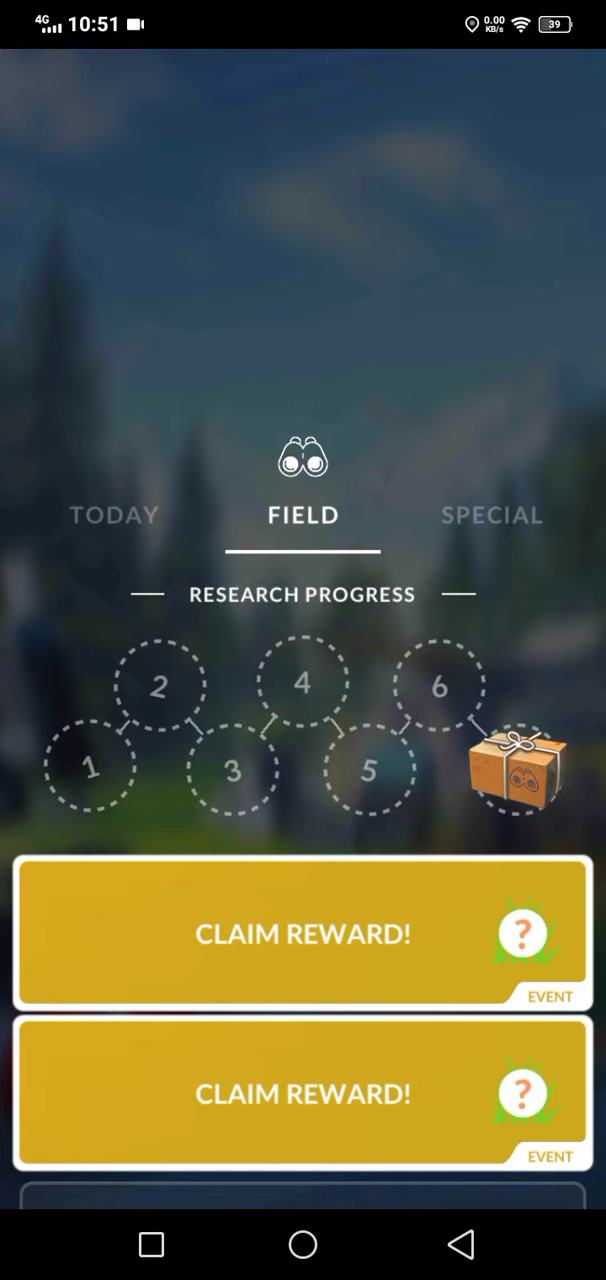 4G 10:51 0.00 KB/s 39
TODAY FIELD SPECIAL
RESEARCH PROGRESS
2 4 6
1 3 5
CLAIM REWARD! ?
EVENT
CLAIM REWARD! ?
EVENT